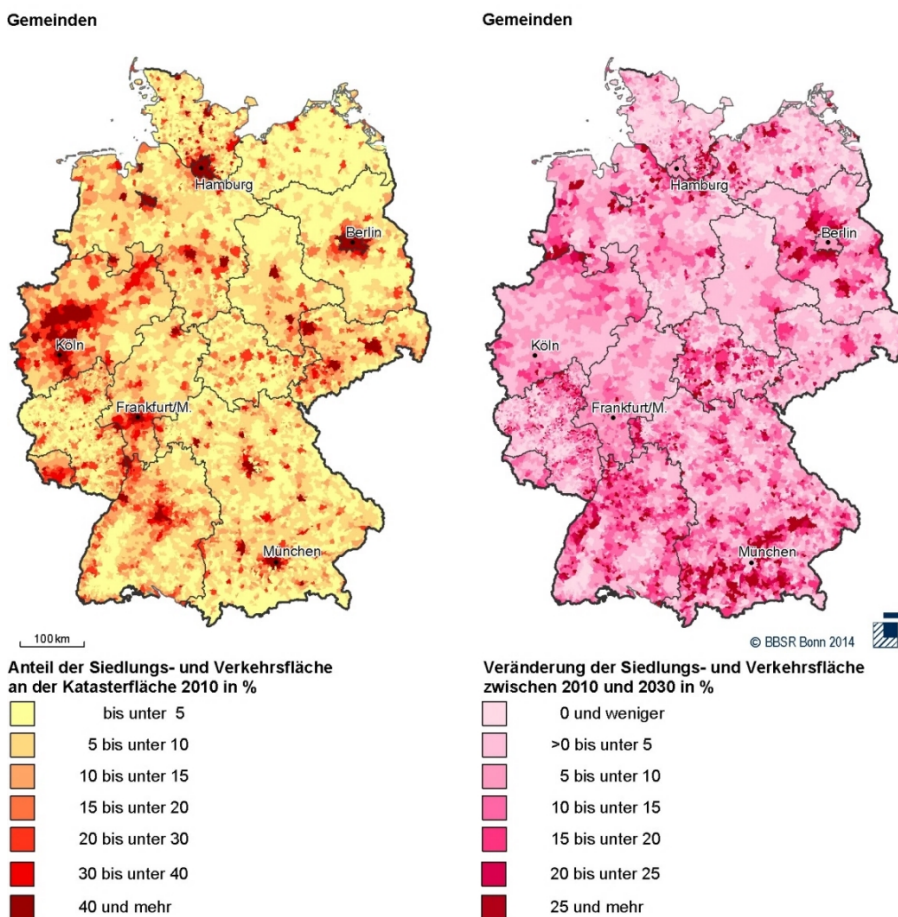 Gemeinden
Hamburg
Berlin
Köln
Frankfurt/M.
München
100 km
Anteil der Siedlungs- und Verkehrsfläche
an der Katasterfläche 2010 in %
bis unter 5
5 bis unter 10
10 bis unter 15
15 bis unter 20
20 bis unter 30
30 bis unter 40
40 und mehr
Gemeinden
Hamburg
Berlin
Köln
Frankfurt/M.
München
© BBSR Bonn 2014
Veränderung der Siedlungs- und Verkehrsfläche
zwischen 2010 und 2030 in %
0 und weniger
>0 bis unter 5
5 bis unter 10
10 bis unter 15
15 bis unter 20
20 bis unter 25
25 und mehr